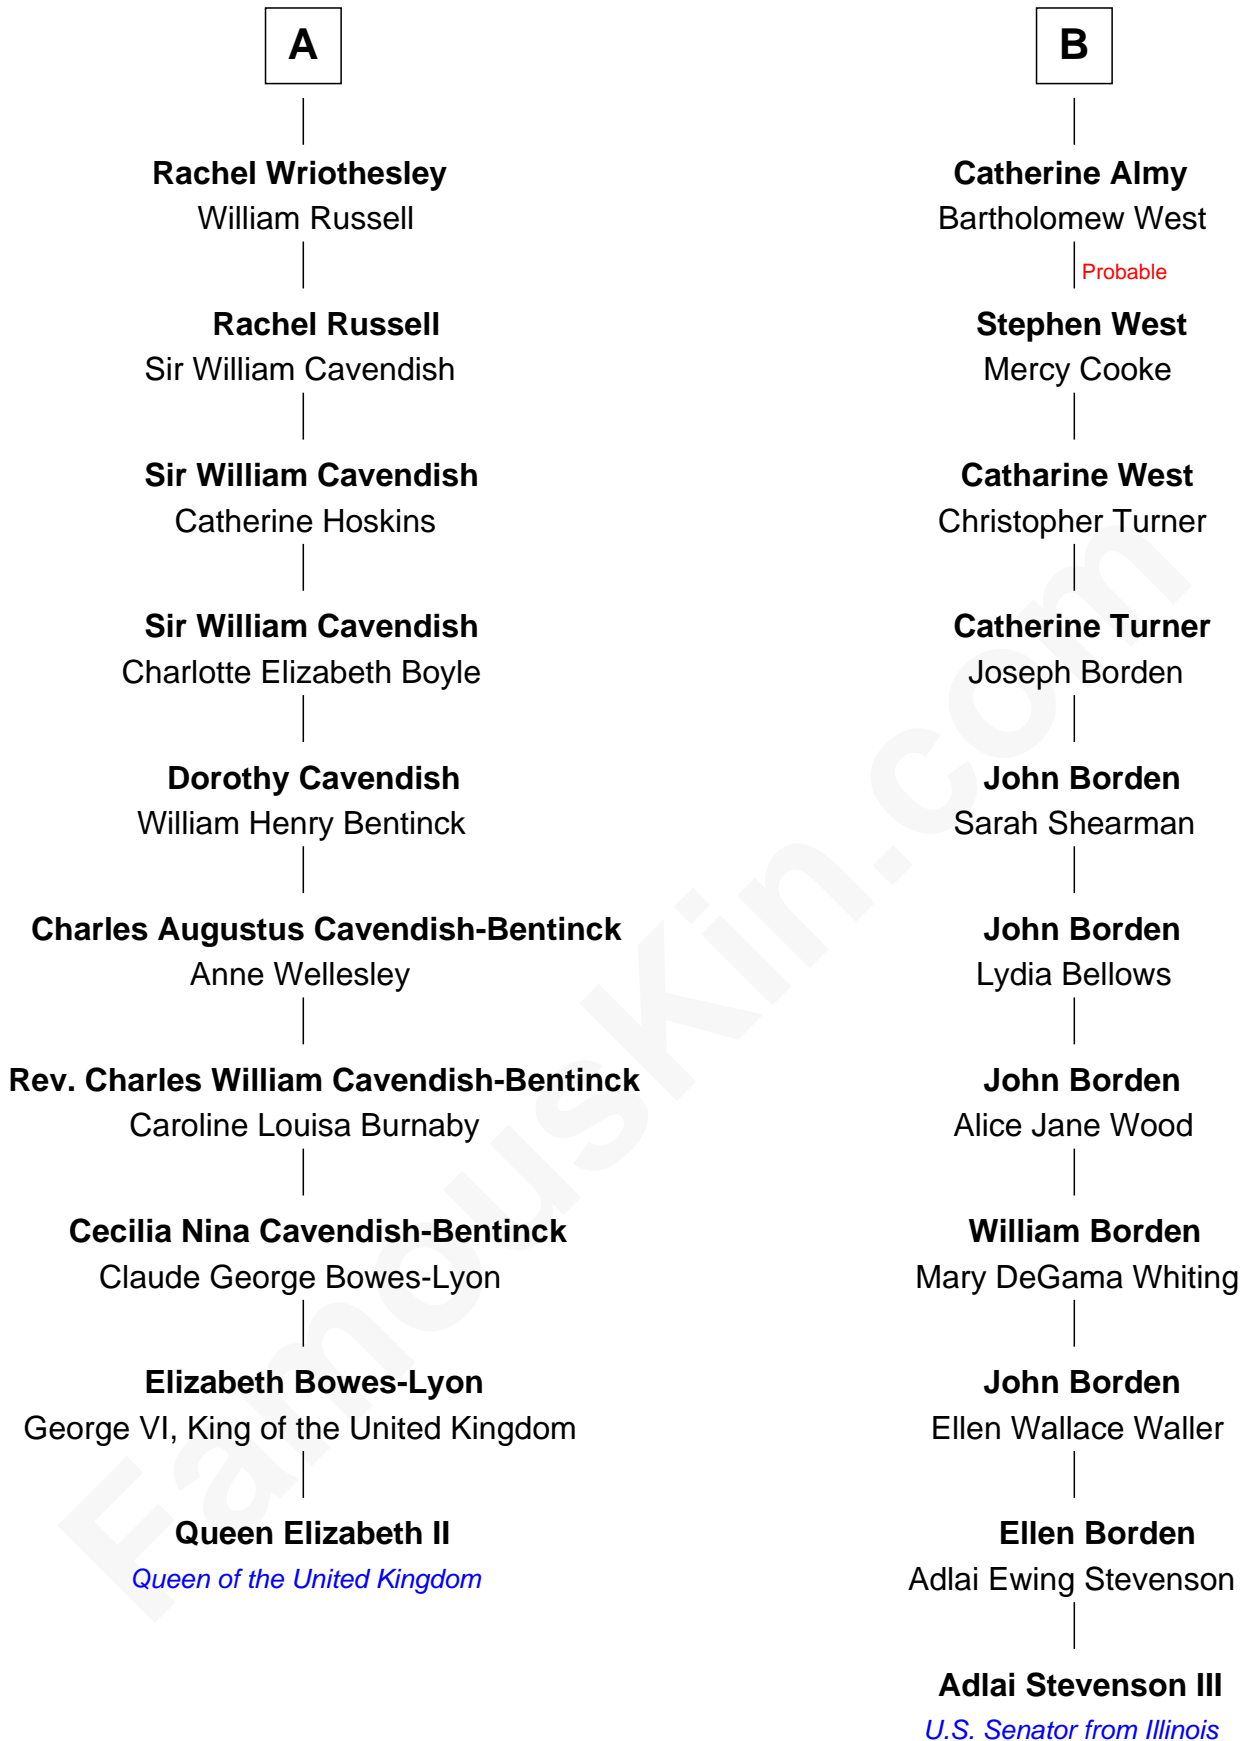 A
Rachel Wriothesley
William Russell
Rachel Russell
Sir William Cavendish
Sir William Cavendish
Catherine Hoskins
Sir William Cavendish
Charlotte Elizabeth Boyle
Dorothy Cavendish
William Henry Bentinck
Charles Augustus Cavendish-Bentinck
Anne Wellesley
Rev. Charles William Cavendish-Bentinck
Caroline Louisa Burnaby
Cecilia Nina Cavendish-Bentinck
Claude George Bowes-Lyon
Elizabeth Bowes-Lyon
George VI, King of the United Kingdom
Queen Elizabeth II
Queen of the United Kingdom
B
Catherine Almy
Bartholomew West
Probable
Stephen West
Mercy Cooke
Catharine West
Christopher Turner
Catherine Turner
Joseph Borden
John Borden
Sarah Shearman
John Borden
Lydia Bellows
John Borden
Alice Jane Wood
William Borden
Mary DeGama Whiting
John Borden
Ellen Wallace Waller
Ellen Borden
Adlai Ewing Stevenson
Adlai Stevenson III
U.S. Senator from Illinois
FamousKin.com